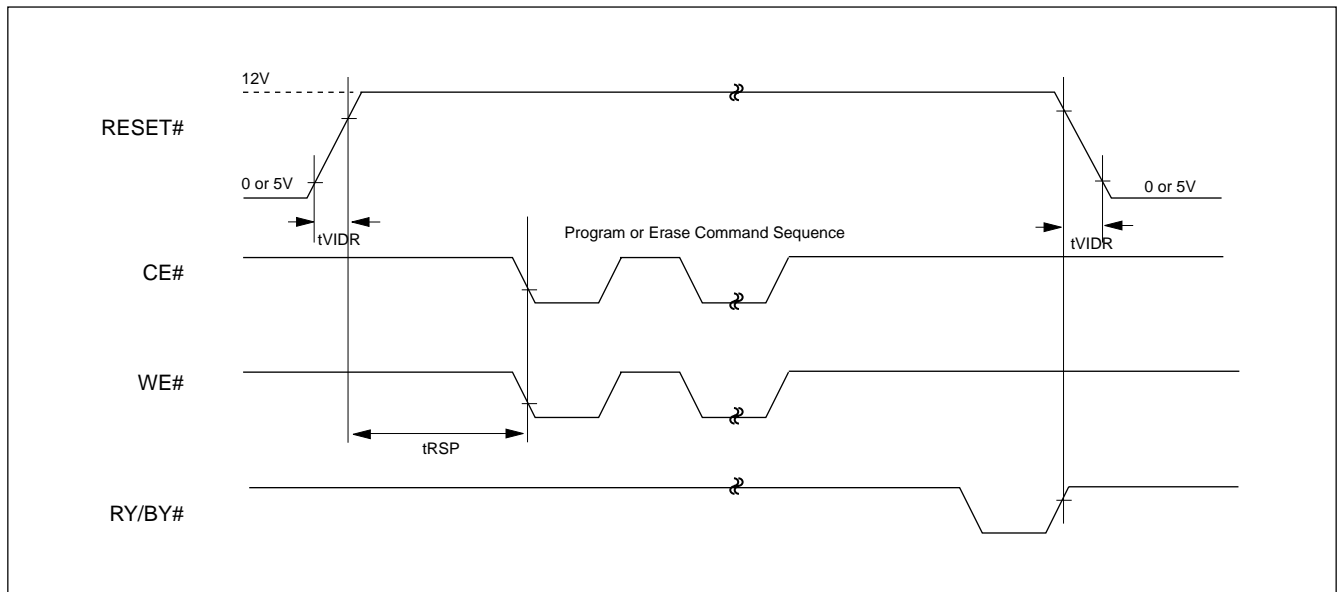 12V
RESET#
0 or 5V
0 or 5V
tVIDR
Program or Erase Command Sequence
tVIDR
CE#
WE#
tRSP
RY/BY#